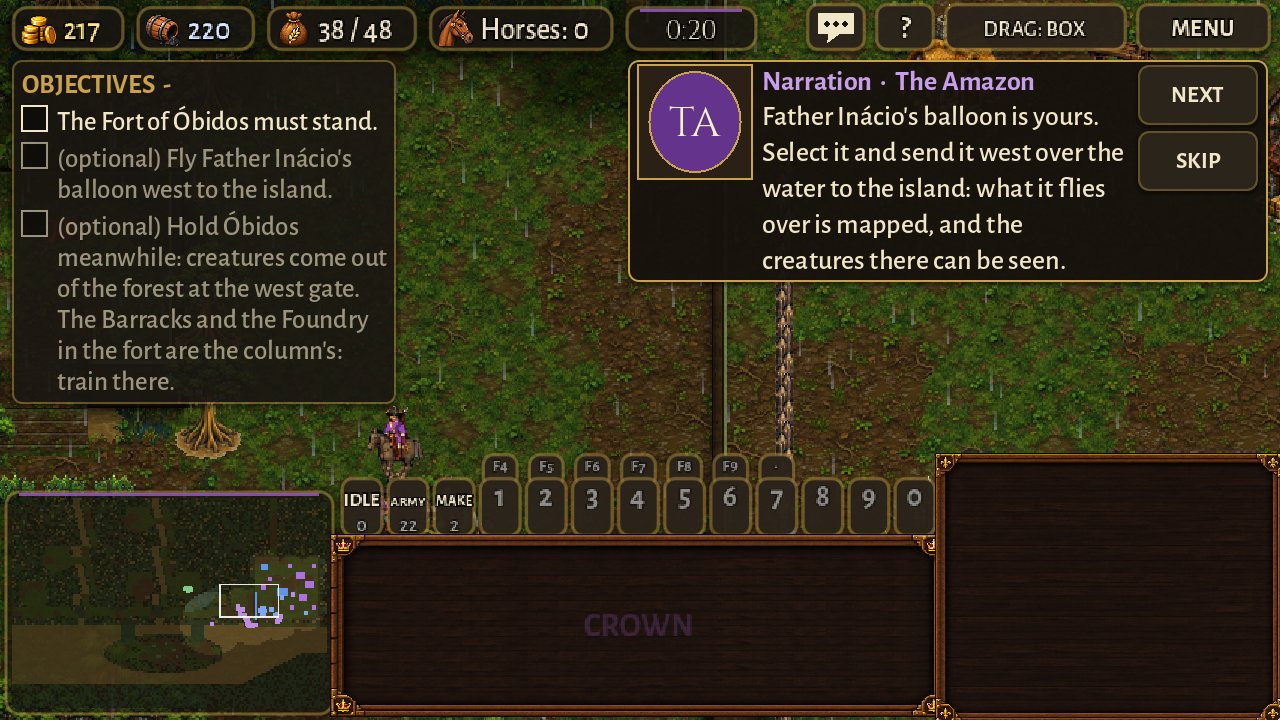 217
220
38 / 48
Horses: 0
0:20
?
DRAG: BOX
MENU
OBJECTIVES -
The Fort of Óbidos must stand.
(optional) Fly Father Inácio's
balloon west to the island.
(optional) Hold Óbidos
meanwhile: creatures come out
of the forest at the west gate.
The Barracks and the Foundry
in the fort are the column's:
train there.
TA
Narration · The Amazon
Father Inácio's balloon is yours.
Select it and send it west over the
water to the island: what it flies
over is mapped, and the
creatures there can be seen.
NEXT
SKIP
F4 F5 F6 F7 F8 F9 ·
IDLE ARMY MAKE 1 2 3 4 5 6 7 8 9 0
0 22 2
CROWN